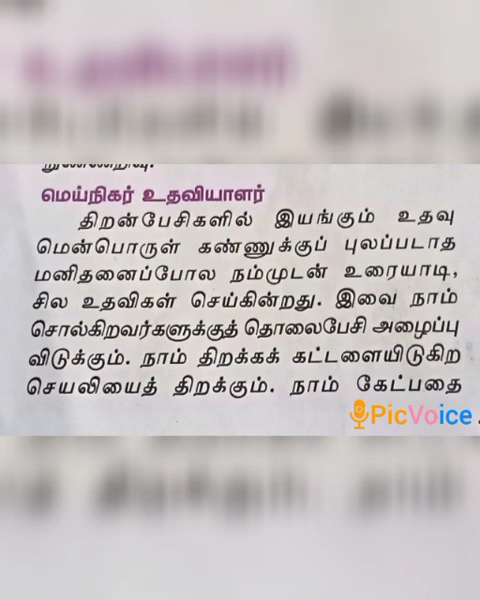 மெய்நிகர் உதவியாளர்
திறன்பேசிகளில் இயங்கும் உதவு
மென்பொருள் கண்ணுக்குப் புலப்படாத
மனிதனைப்போல நம்முடன் உரையாடி,
சில உதவிகள் செய்கின்றது. இவை நாம்
சொல்கிறவர்களுக்குத் தொலைபேசி அழைப்பு
விடுக்கும். நாம் திறக்கக் கட்டளையிடுகிற
செயலியைத் திறக்கும். நாம் கேட்பதை
PicVoice